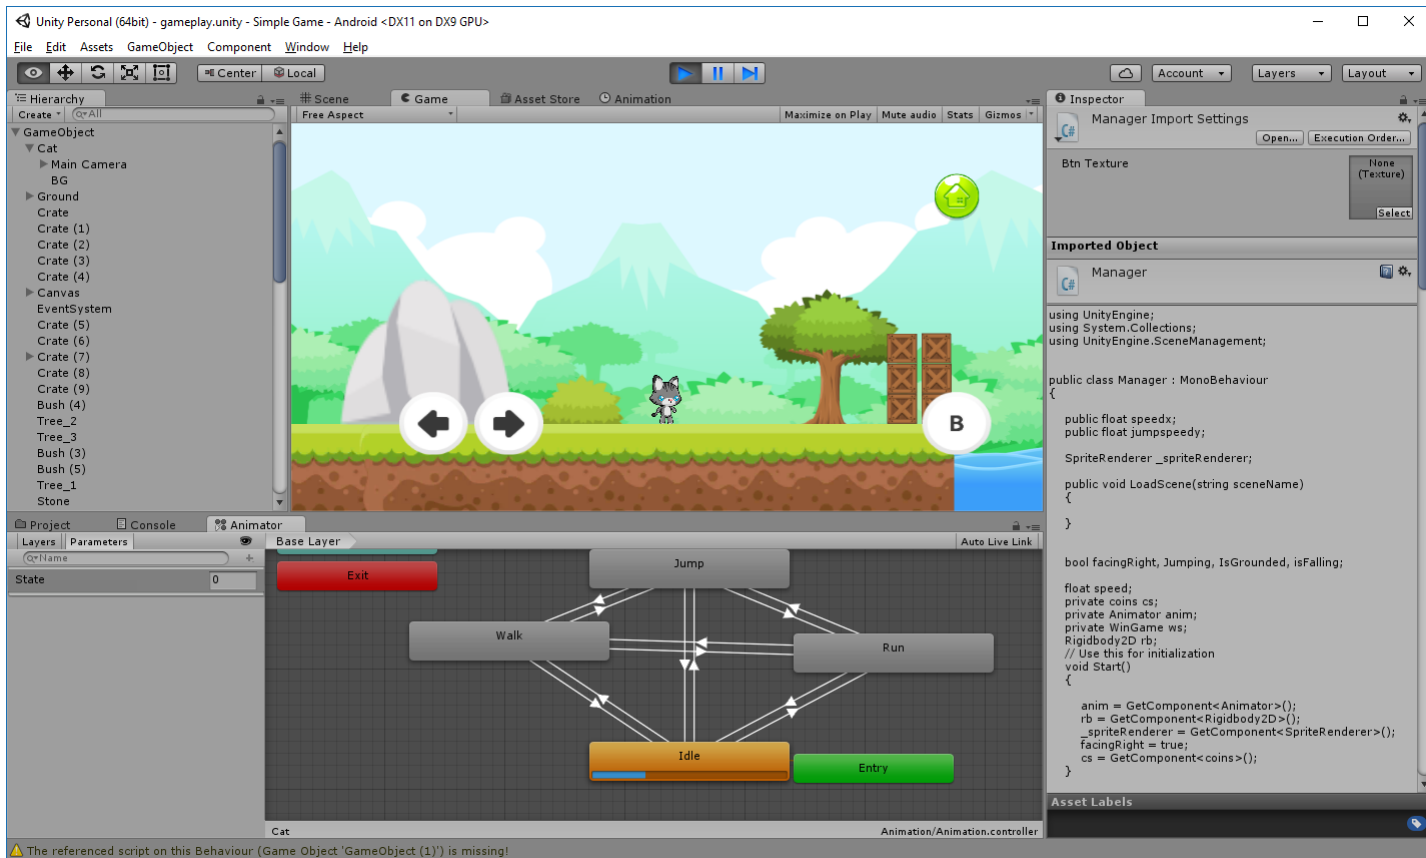 Unity Personal (64bit) - gameplay.unity - Simple Game - Android <DX11 on DX9 GPU>
File Edit Assets GameObject Component Window Help
Center Local Account Layers Layout
Hierarchy
Create All
GameObject
Cat
Main Camera
BG
Ground
Crate
Crate (1)
Crate (2)
Crate (3)
Crate (4)
Canvas
EventSystem
Crate (5)
Crate (6)
Crate (7)
Crate (8)
Crate (9)
Bush (4)
Tree_2
Tree_3
Bush (3)
Bush (5)
Tree_1
Stone
Scene Game Asset Store Animation
Free Aspect Maximize on Play Mute audio Stats Gizmos
B
Project Console Animator
Layers Parameters
Name
State 0
Base Layer Auto Live Link
Exit
Jump
Walk
Run
Idle
Entry
Cat Animation/Animation.controller
Inspector
Manager Import Settings
C#
Open... Execution Order...
Btn Texture
None
(Texture)
Select
Imported Object
Manager
C#
using UnityEngine;
using System.Collections;
using UnityEngine.SceneManagement;
public class Manager : MonoBehaviour
{
public float speedx;
public float jumpspeedy;
SpriteRenderer _spriteRenderer;
public void LoadScene(string sceneName)
{
}
bool facingRight, Jumping, IsGrounded, isFalling;
float speed;
private coins cs;
private Animator anim;
private WinGame ws;
Rigidbody2D rb;
// Use this for initialization
void Start()
{
anim = GetComponent<Animator>();
rb = GetComponent<Rigidbody2D>();
_spriteRenderer = GetComponent<SpriteRenderer>();
facingRight = true;
cs = GetComponent<coins>();
}
Asset Labels
The referenced script on this Behaviour (Game Object 'GameObject (1)') is missing!